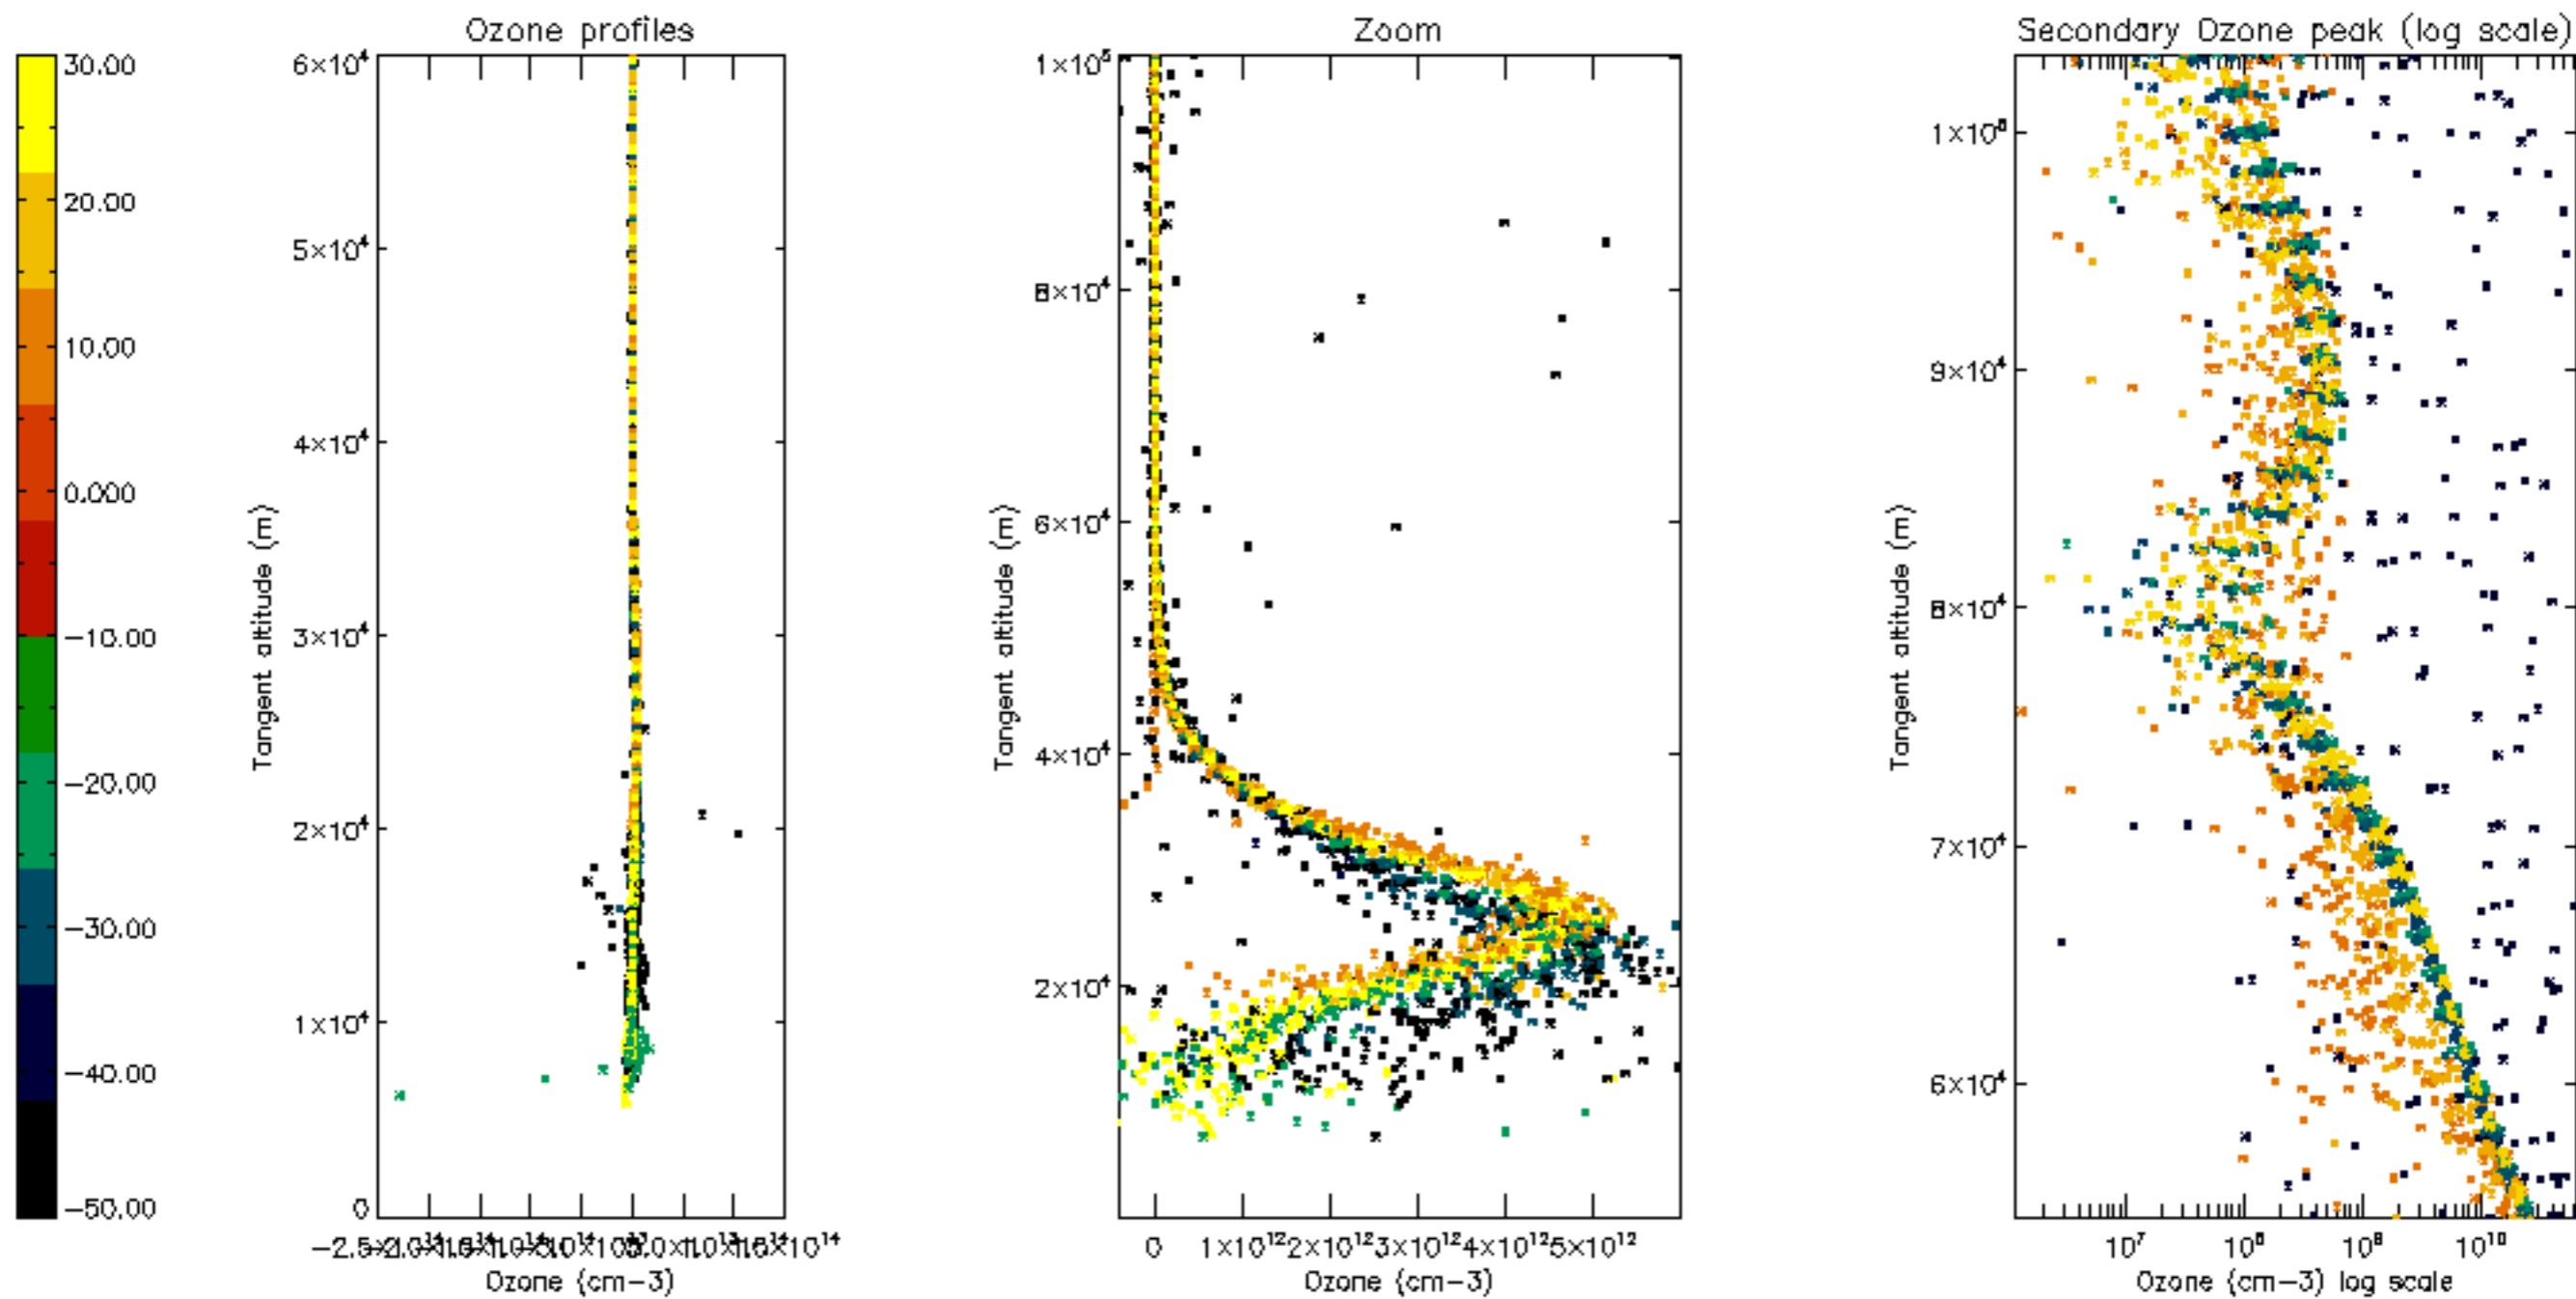 Ozone profiles
Zoom
Secondary Ozone peak (log scale)
30.00
20.00
10.00
0.000
−10.00
−20.00
−30.00
−40.00
−50.00
6×10⁴
5×10⁴
4×10⁴
3×10⁴
2×10⁴
1×10⁴
0
Tangent altitude (m)
Ozone (cm−3)
1×10⁵
8×10⁴
6×10⁴
4×10⁴
2×10⁴
Tangent altitude (m)
0 1×10¹² 2×10¹² 3×10¹² 4×10¹² 5×10¹²
Ozone (cm−3)
9×10⁴
8×10⁴
7×10⁴
6×10⁴
Tangent altitude (m)
10⁷ 10⁸ 10⁹ 10¹⁰
Ozone (cm−3) log scale